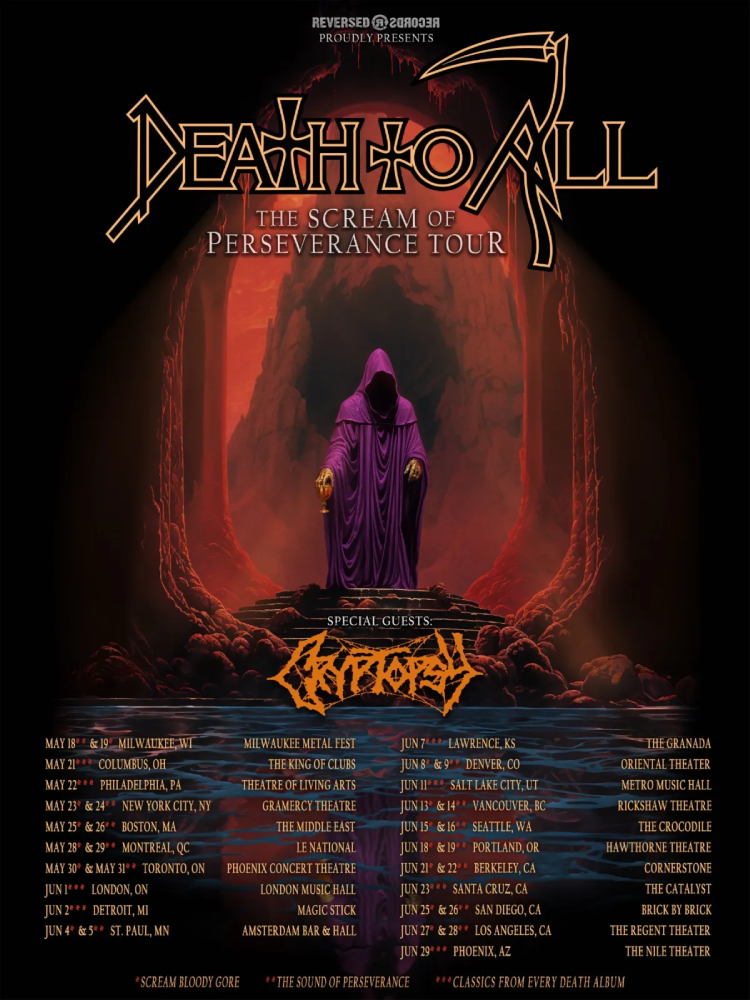 REVERSED R RECORDS
PROUDLY PRESENTS
DEATH TO ALL
THE SCREAM OF
PERSEVERANCE TOUR
SPECIAL GUESTS:
CRYPTOPSY
MAY 18** & 19* MILWAUKEE, WI MILWAUKEE METAL FEST
MAY 21*** COLUMBUS, OH THE KING OF CLUBS
MAY 22*** PHILADELPHIA, PA THEATRE OF LIVING ARTS
MAY 23* & 24** NEW YORK CITY, NY GRAMERCY THEATRE
MAY 25* & 26** BOSTON, MA THE MIDDLE EAST
MAY 28* & 29** MONTREAL, QC LE NATIONAL
MAY 30* & MAY 31** TORONTO, ON PHOENIX CONCERT THEATRE
JUN 1*** LONDON, ON LONDON MUSIC HALL
JUN 2*** DETROIT, MI MAGIC STICK
JUN 4* & 5** ST. PAUL, MN AMSTERDAM BAR & HALL
JUN 7*** LAWRENCE, KS THE GRANADA
JUN 8* & 9** DENVER, CO ORIENTAL THEATER
JUN 11*** SALT LAKE CITY, UT METRO MUSIC HALL
JUN 13* & 14** VANCOUVER, BC RICKSHAW THEATRE
JUN 15* & 16** SEATTLE, WA THE CROCODILE
JUN 18* & 19** PORTLAND, OR HAWTHORNE THEATRE
JUN 21* & 22** BERKELEY, CA CORNERSTONE
JUN 23*** SANTA CRUZ, CA THE CATALYST
JUN 25* & 26** SAN DIEGO, CA BRICK BY BRICK
JUN 27* & 28** LOS ANGELES, CA THE REGENT THEATER
JUN 29*** PHOENIX, AZ THE NILE THEATER
*SCREAM BLOODY GORE **THE SOUND OF PERSEVERANCE ***CLASSICS FROM EVERY DEATH ALBUM